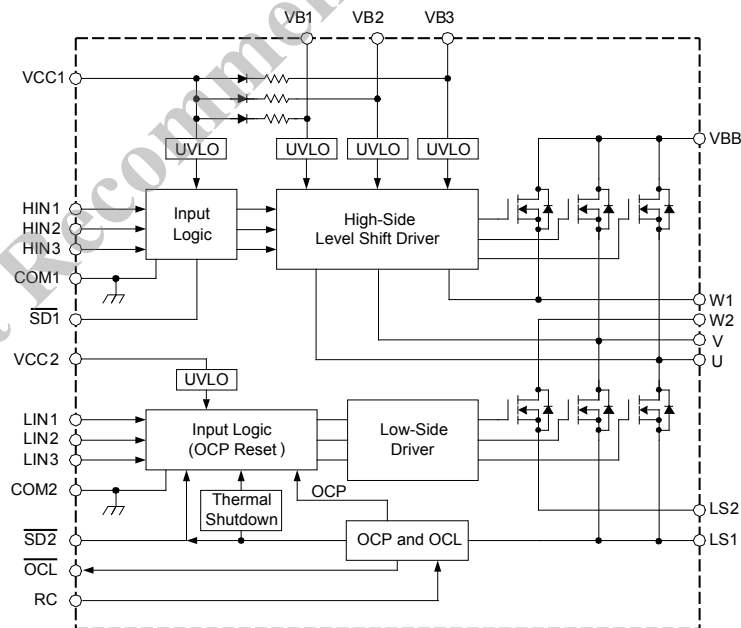 Recommen
VB1 VB2 VB3
VCC1
VBB
UVLO UVLO UVLO UVLO
HIN1
HIN2
HIN3
Input
Logic
High-Side
Level Shift Driver
COM1
SD1
W1
W2
V
U
VCC2
UVLO
LIN1
LIN2
LIN3
Input Logic
(OCP Reset)
Low-Side
Driver
COM2
OCP
Thermal
Shutdown
LS2
SD2
OCP and OCL
LS1
OCL
RC